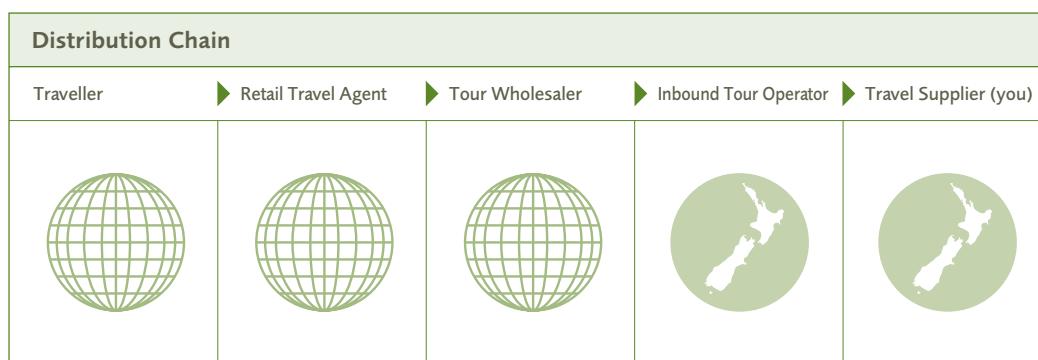 Distribution Chain
Traveller
Retail Travel Agent
Tour Wholesaler
Inbound Tour Operator
Travel Supplier (you)